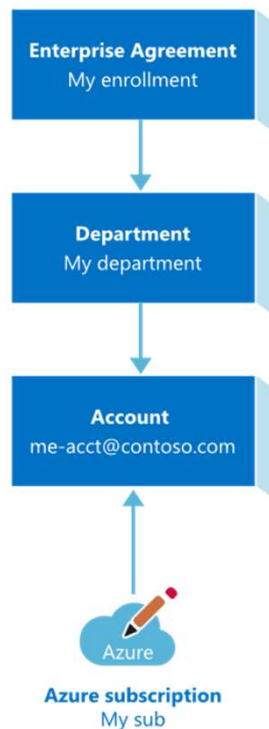 Enterprise Agreement
My enrollment
Department
My department
Account
me-acct@contoso.com
Azure
Azure subscription
My sub